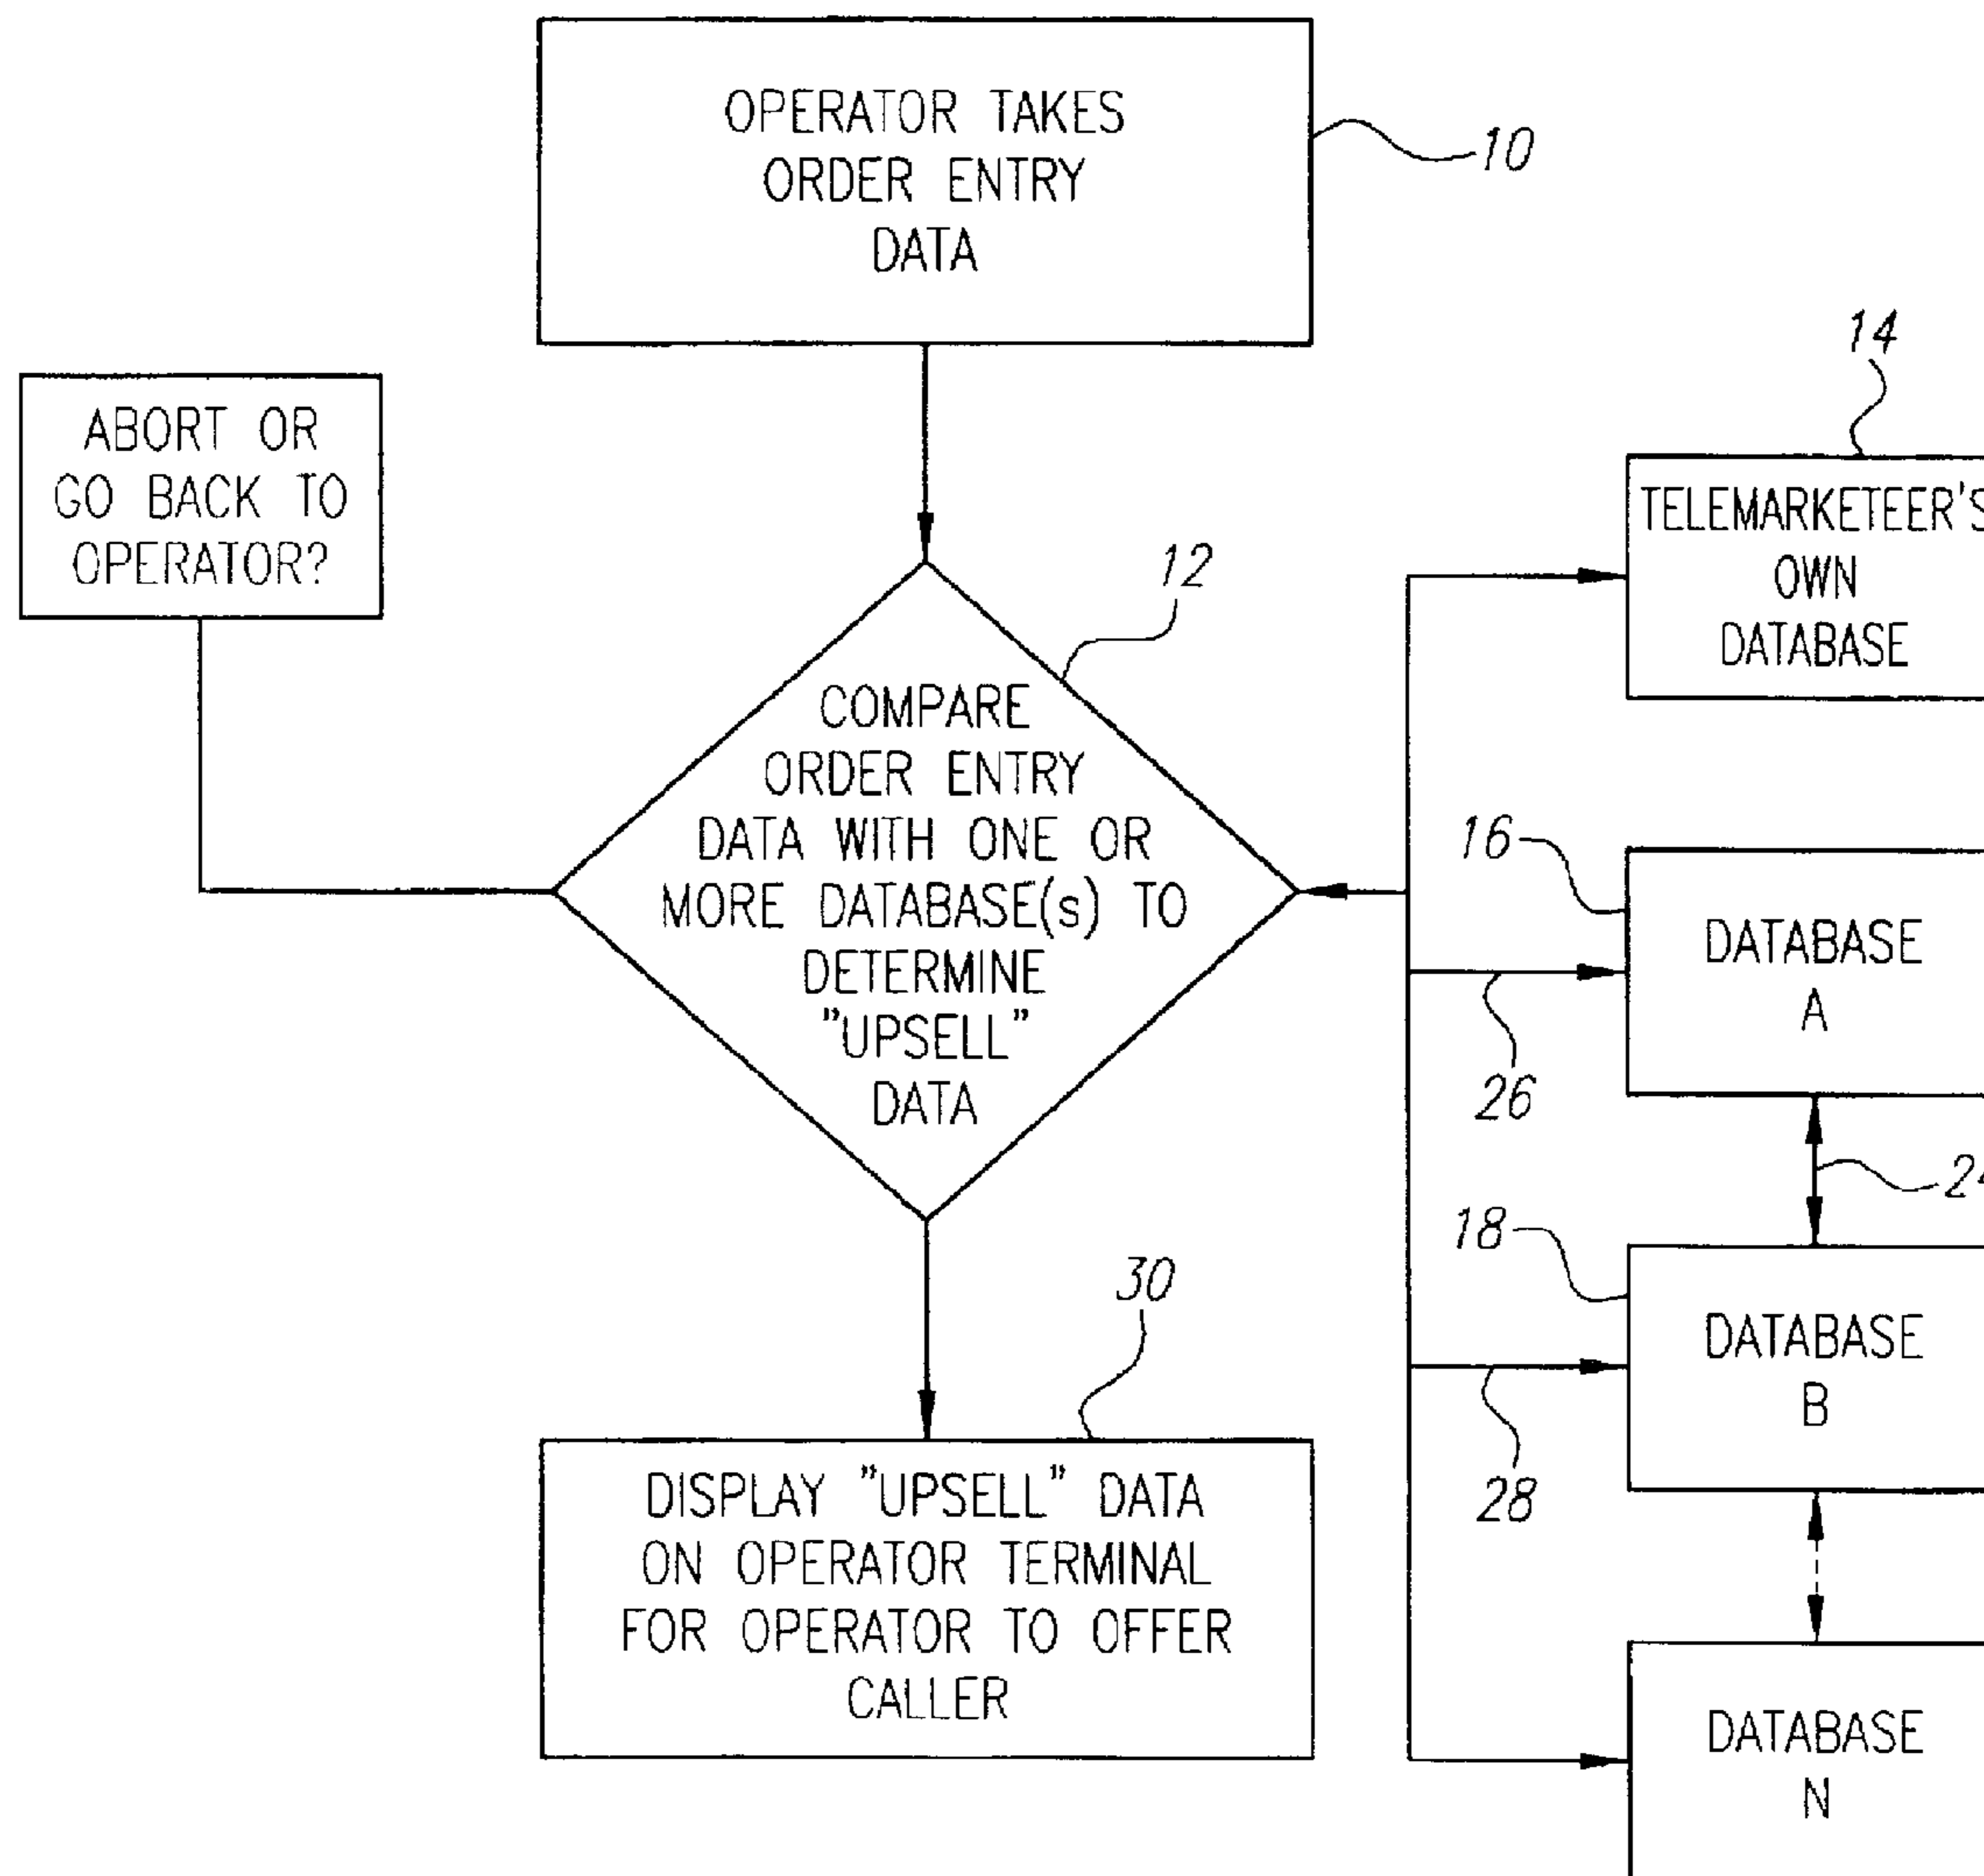 OPERATOR TAKES
ORDER ENTRY
DATA
10
ABORT OR
GO BACK TO
OPERATOR?
12
COMPARE
ORDER ENTRY
DATA WITH ONE OR
MORE DATABASE(s) TO
DETERMINE
"UPSELL"
DATA
14
TELEMARKETEER'S
OWN
DATABASE
16
DATABASE
A
26
24
18
DATABASE
B
28
30
DISPLAY "UPSELL" DATA
ON OPERATOR TERMINAL
FOR OPERATOR TO OFFER
CALLER
DATABASE
N